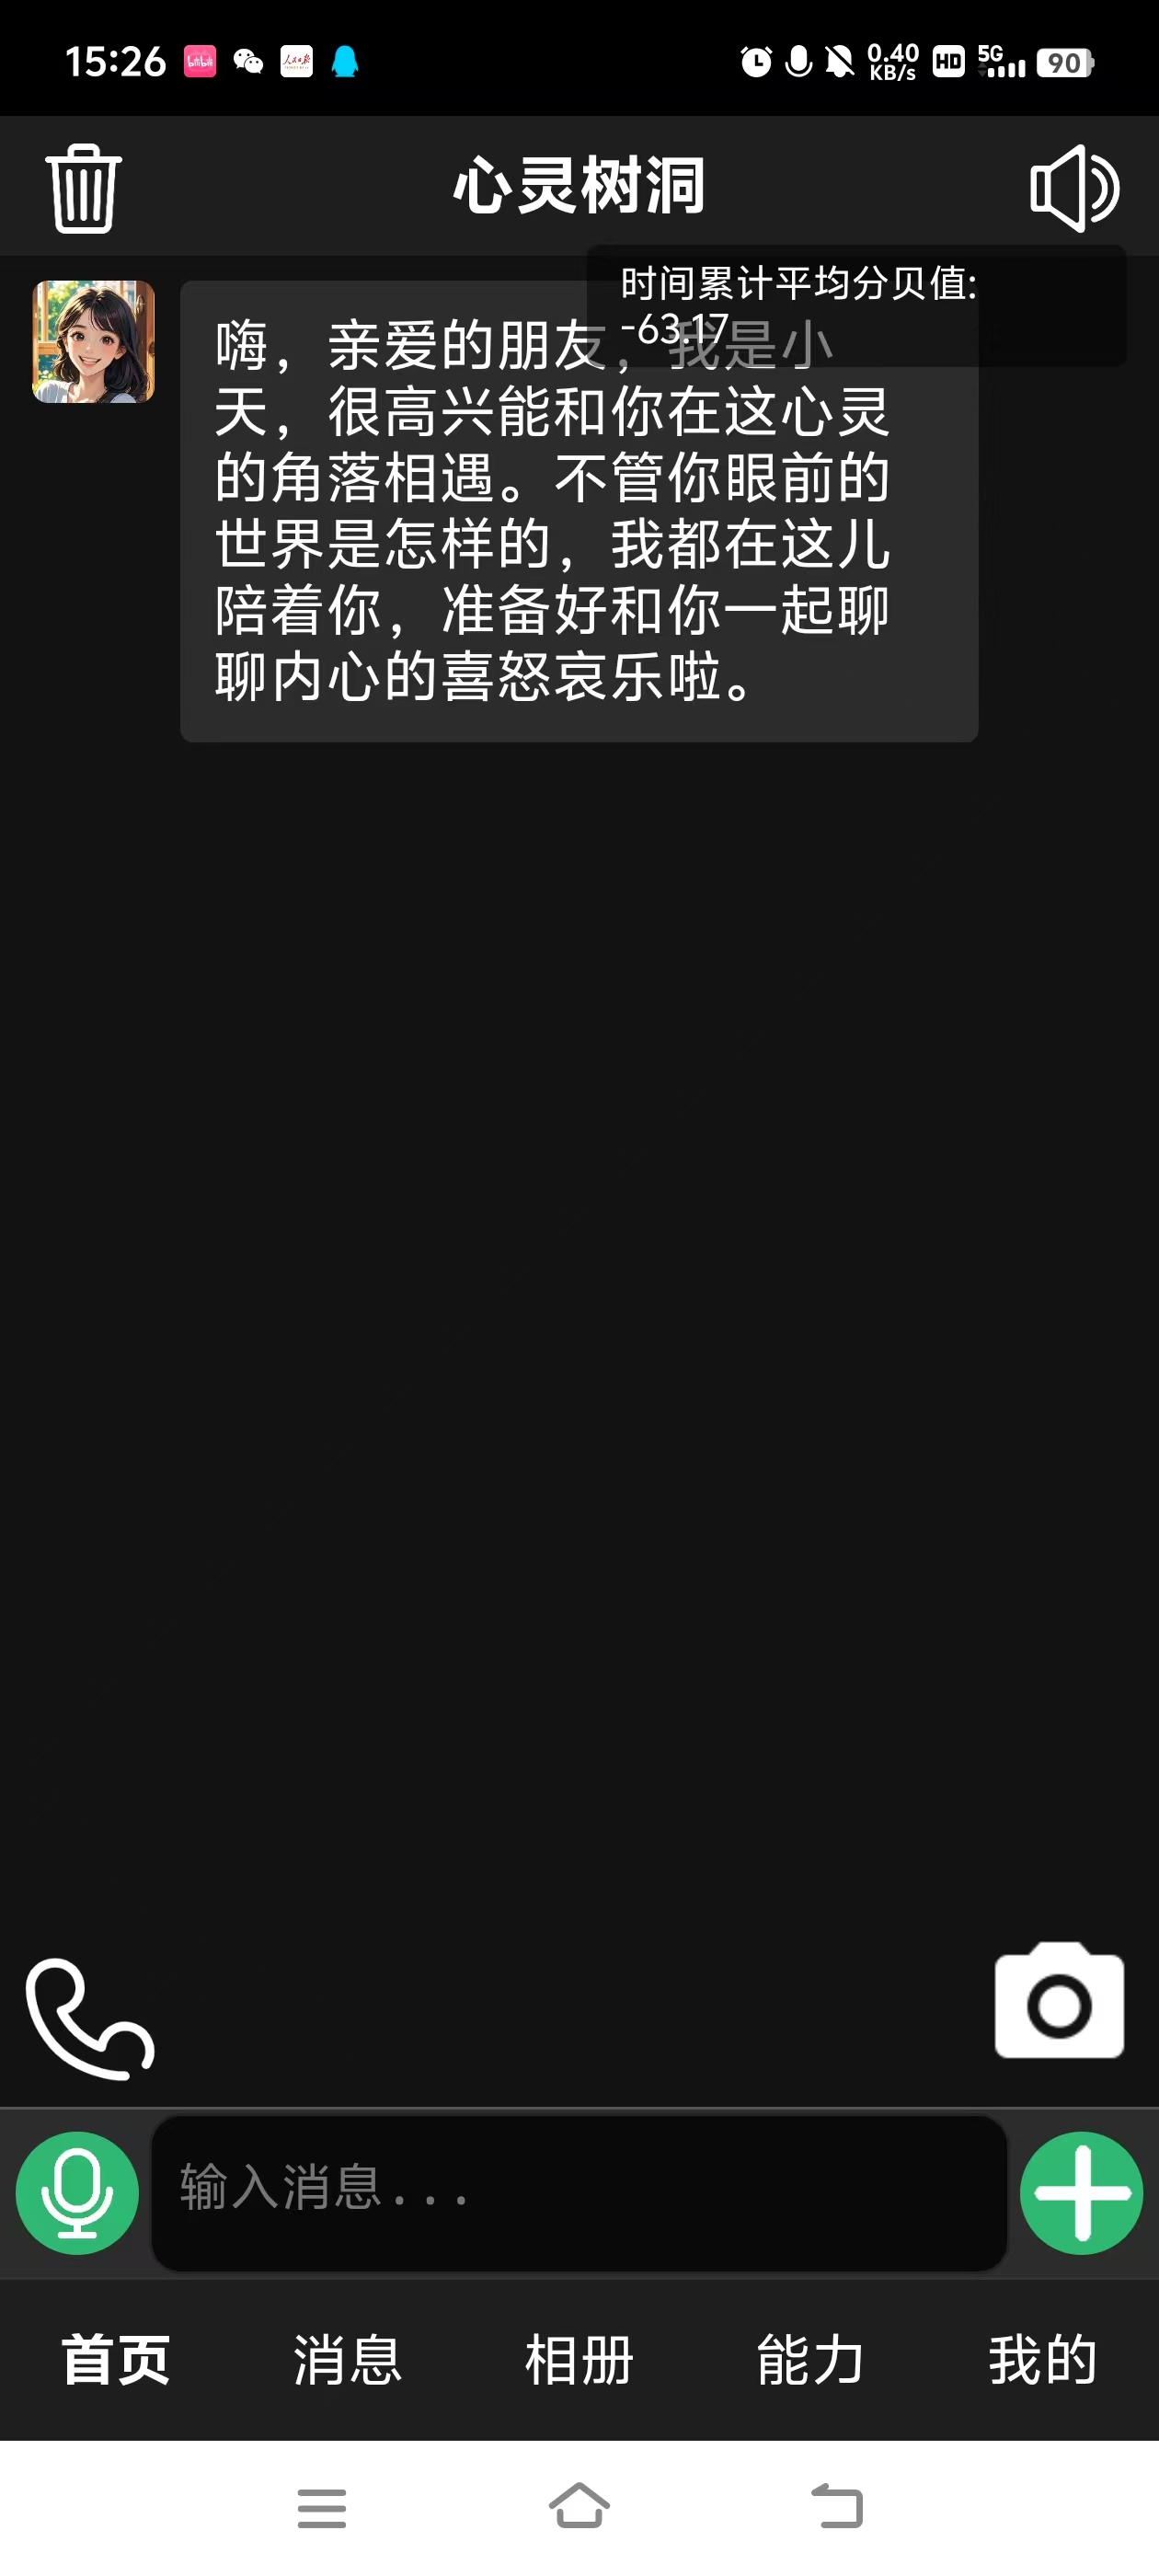 15:26
0.40
KB/s
HD
5G
90
心灵树洞
时间累计平均分贝值:
-63.17
嗨，亲爱的朋友，我是小
天，很高兴能和你在这心灵
的角落相遇。不管你眼前的
世界是怎样的，我都在这儿
陪着你，准备好和你一起聊
聊内心的喜怒哀乐啦。
输入消息...
首页 消息 相册 能力 我的